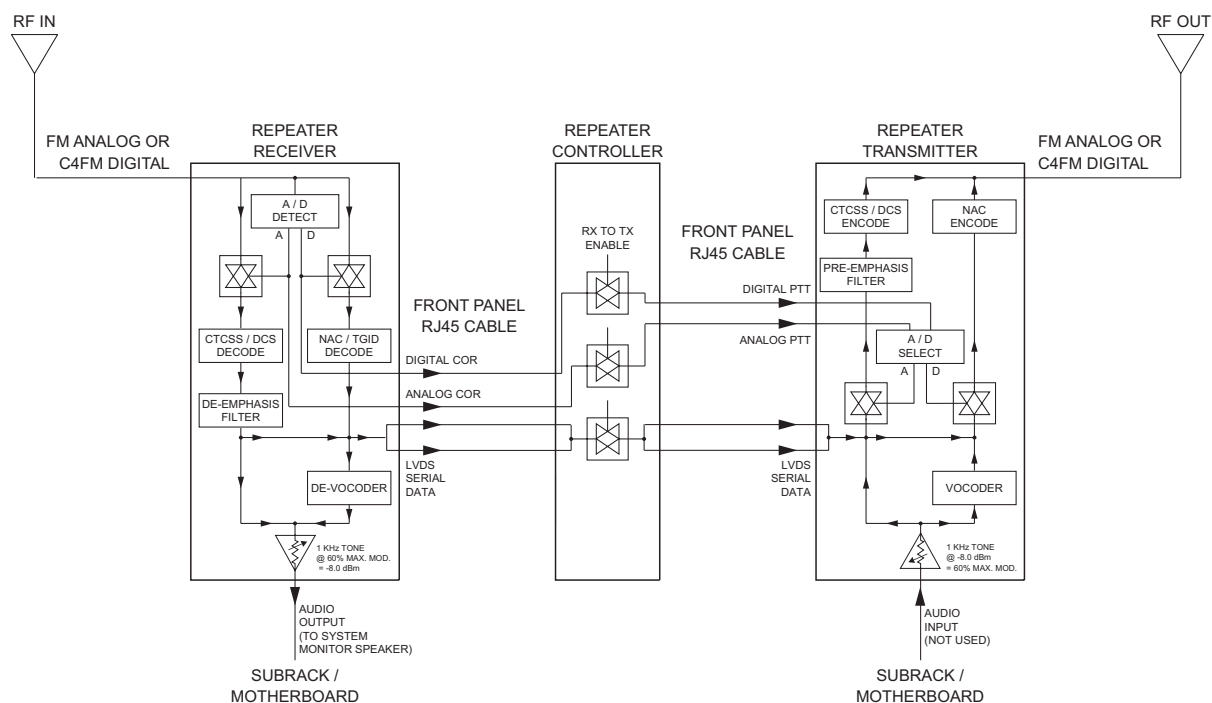 RF IN
RF OUT
FM ANALOG OR
C4FM DIGITAL
REPEATER
RECEIVER
REPEATER
CONTROLLER
REPEATER
TRANSMITTER
FM ANALOG OR
C4FM DIGITAL
A / D
DETECT
A
D
CTCSS / DCS
DECODE
NAC / TGID
DECODE
DE-EMPHASIS
FILTER
DE-VOCODER
1 KHz TONE
@ 60% MAX. MOD.
= -8.0 dBm
AUDIO
OUTPUT
(TO SYSTEM
MONITOR SPEAKER)
SUBRACK /
MOTHERBOARD
FRONT PANEL
RJ45 CABLE
DIGITAL COR
ANALOG COR
LVDS
SERIAL
DATA
RX TO TX
ENABLE
FRONT PANEL
RJ45 CABLE
DIGITAL PTT
ANALOG PTT
LVDS
SERIAL
DATA
CTCSS / DCS
ENCODE
NAC
ENCODE
PRE-EMPHASIS
FILTER
A / D
SELECT
A
D
VOCODER
1 KHz TONE
@ -8.0 dBm
= 60% MAX. MOD.
AUDIO
INPUT
(NOT USED)
SUBRACK /
MOTHERBOARD